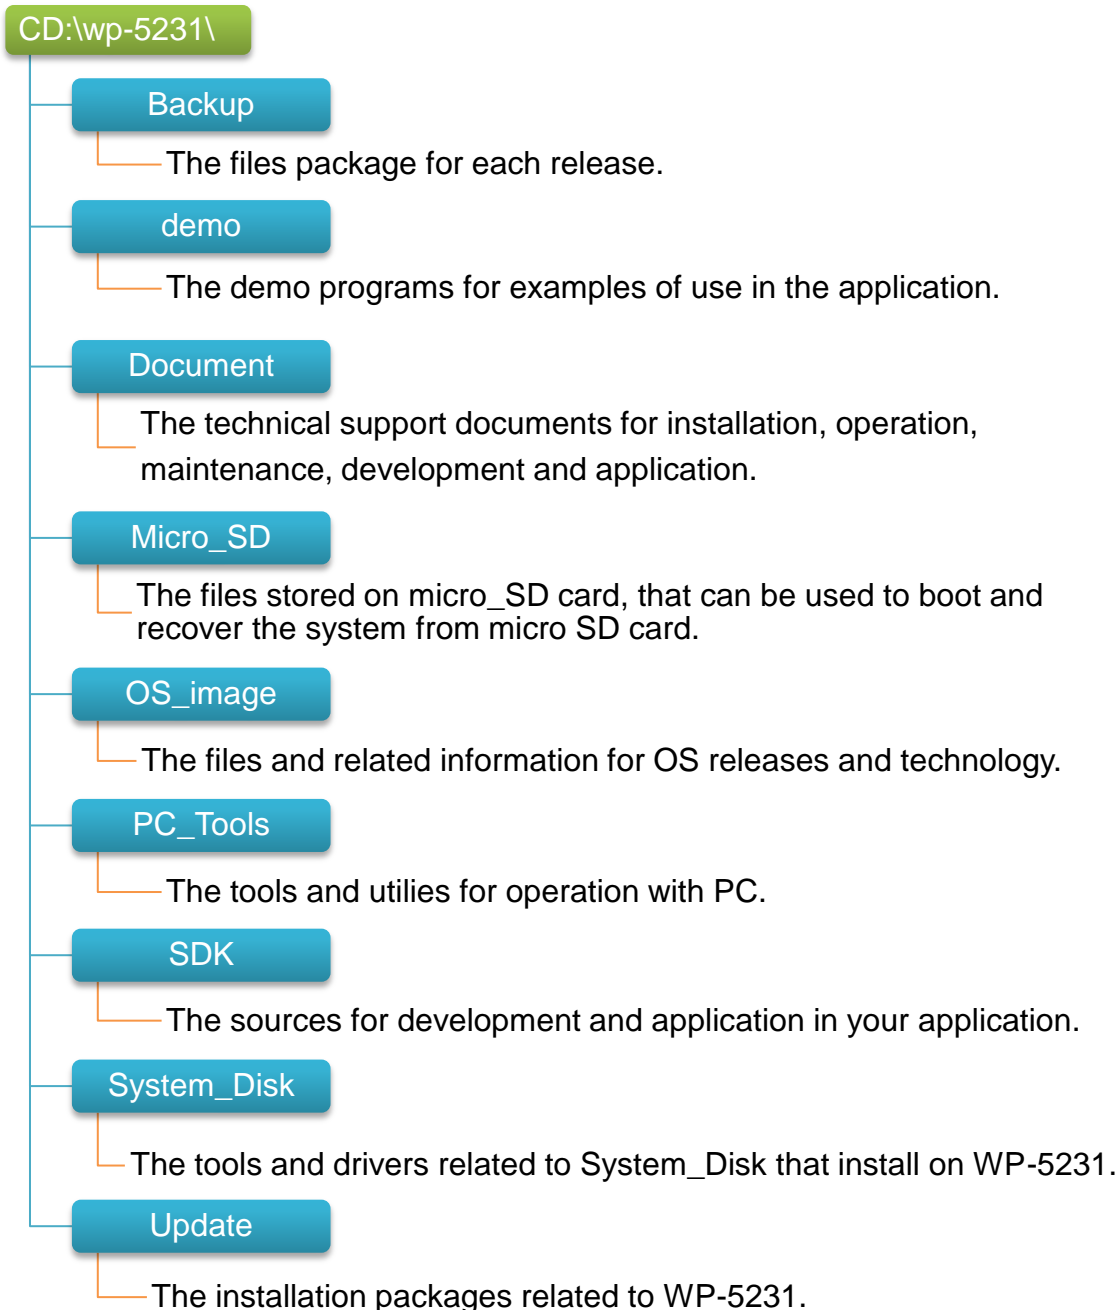 CD:\wp-5231\
Backup
The files package for each release.
demo
The demo programs for examples of use in the application.
Document
The technical support documents for installation, operation,
maintenance, development and application.
Micro_SD
The files stored on micro_SD card, that can be used to boot and
recover the system from micro SD card.
OS_image
The files and related information for OS releases and technology.
PC_Tools
The tools and utilies for operation with PC.
SDK
The sources for development and application in your application.
System_Disk
The tools and drivers related to System_Disk that install on WP-5231.
Update
The installation packages related to WP-5231.